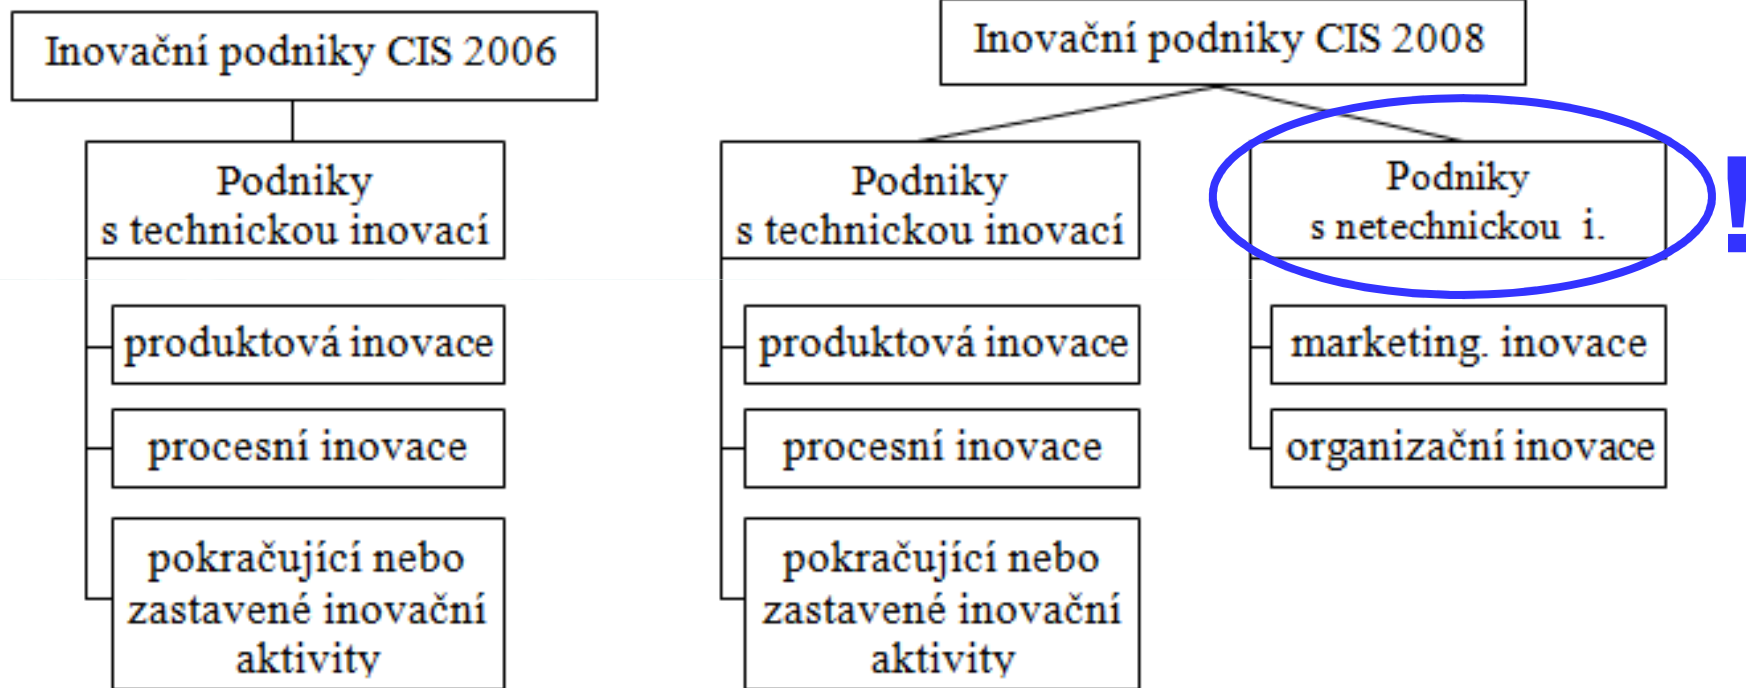 Inovační podniky CIS 2006
Podniky
s technickou inovací
produktová inovace
procesní inovace
pokračující nebo
zastavené inovační
aktivity
Inovační podniky CIS 2008
Podniky
s technickou inovací
produktová inovace
procesní inovace
pokračující nebo
zastavené inovační
aktivity
Podniky
s netechnickou i.
!
marketing. inovace
organizační inovace